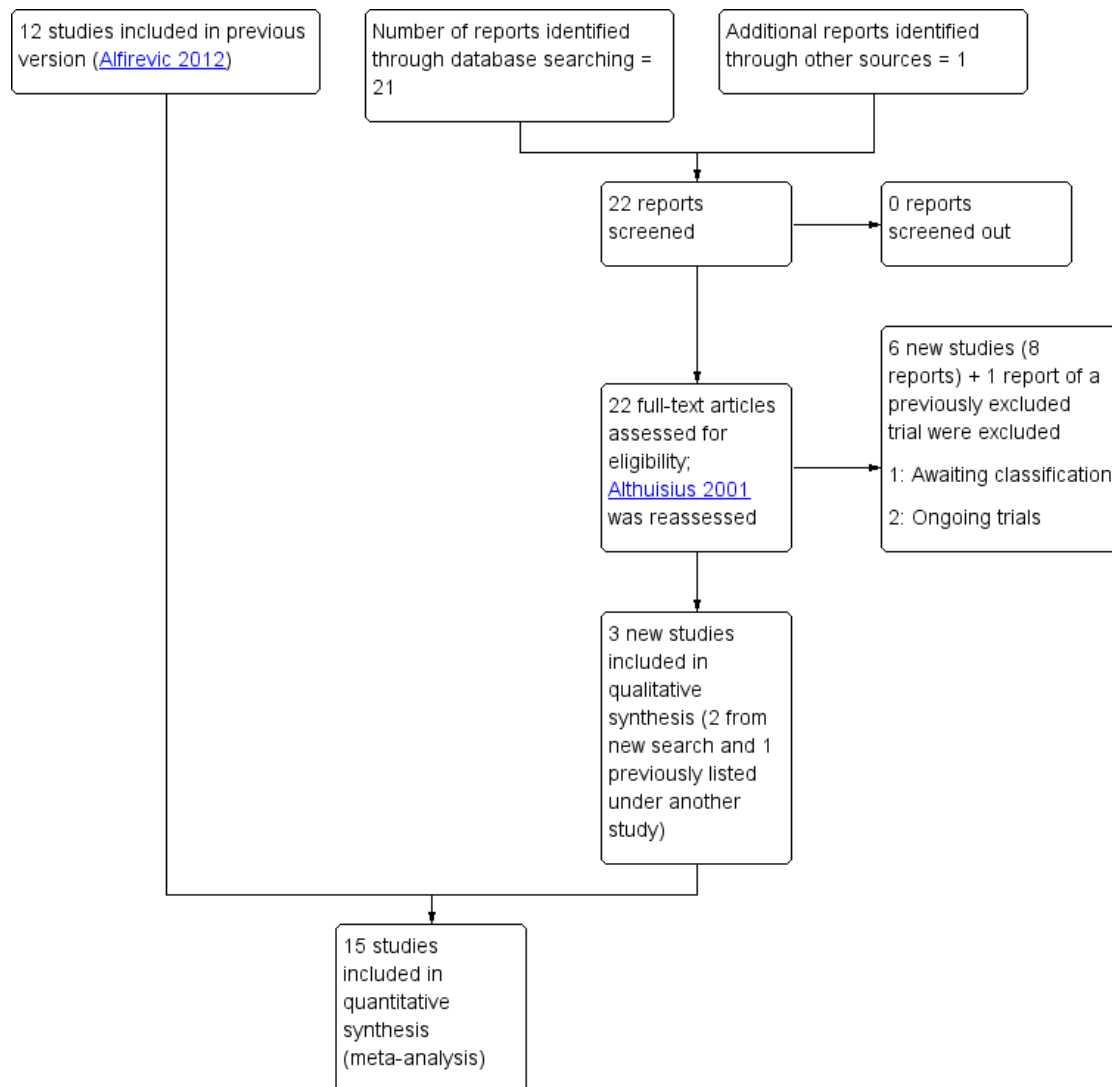 12 studies included in previous
version (Alfirevic 2012)
Number of reports identified
through database searching =
21
Additional reports identified
through other sources = 1
22 reports
screened
0 reports
screened out
22 full-text articles
assessed for
eligibility;
Althuisius 2001
was reassessed
6 new studies (8
reports) + 1 report of a
previously excluded
trial were excluded
1: Awaiting classification
2: Ongoing trials
3 new studies
included in
qualitative
synthesis (2 from
new search and 1
previously listed
under another
study)
15 studies
included in
quantitative
synthesis
(meta-analysis)